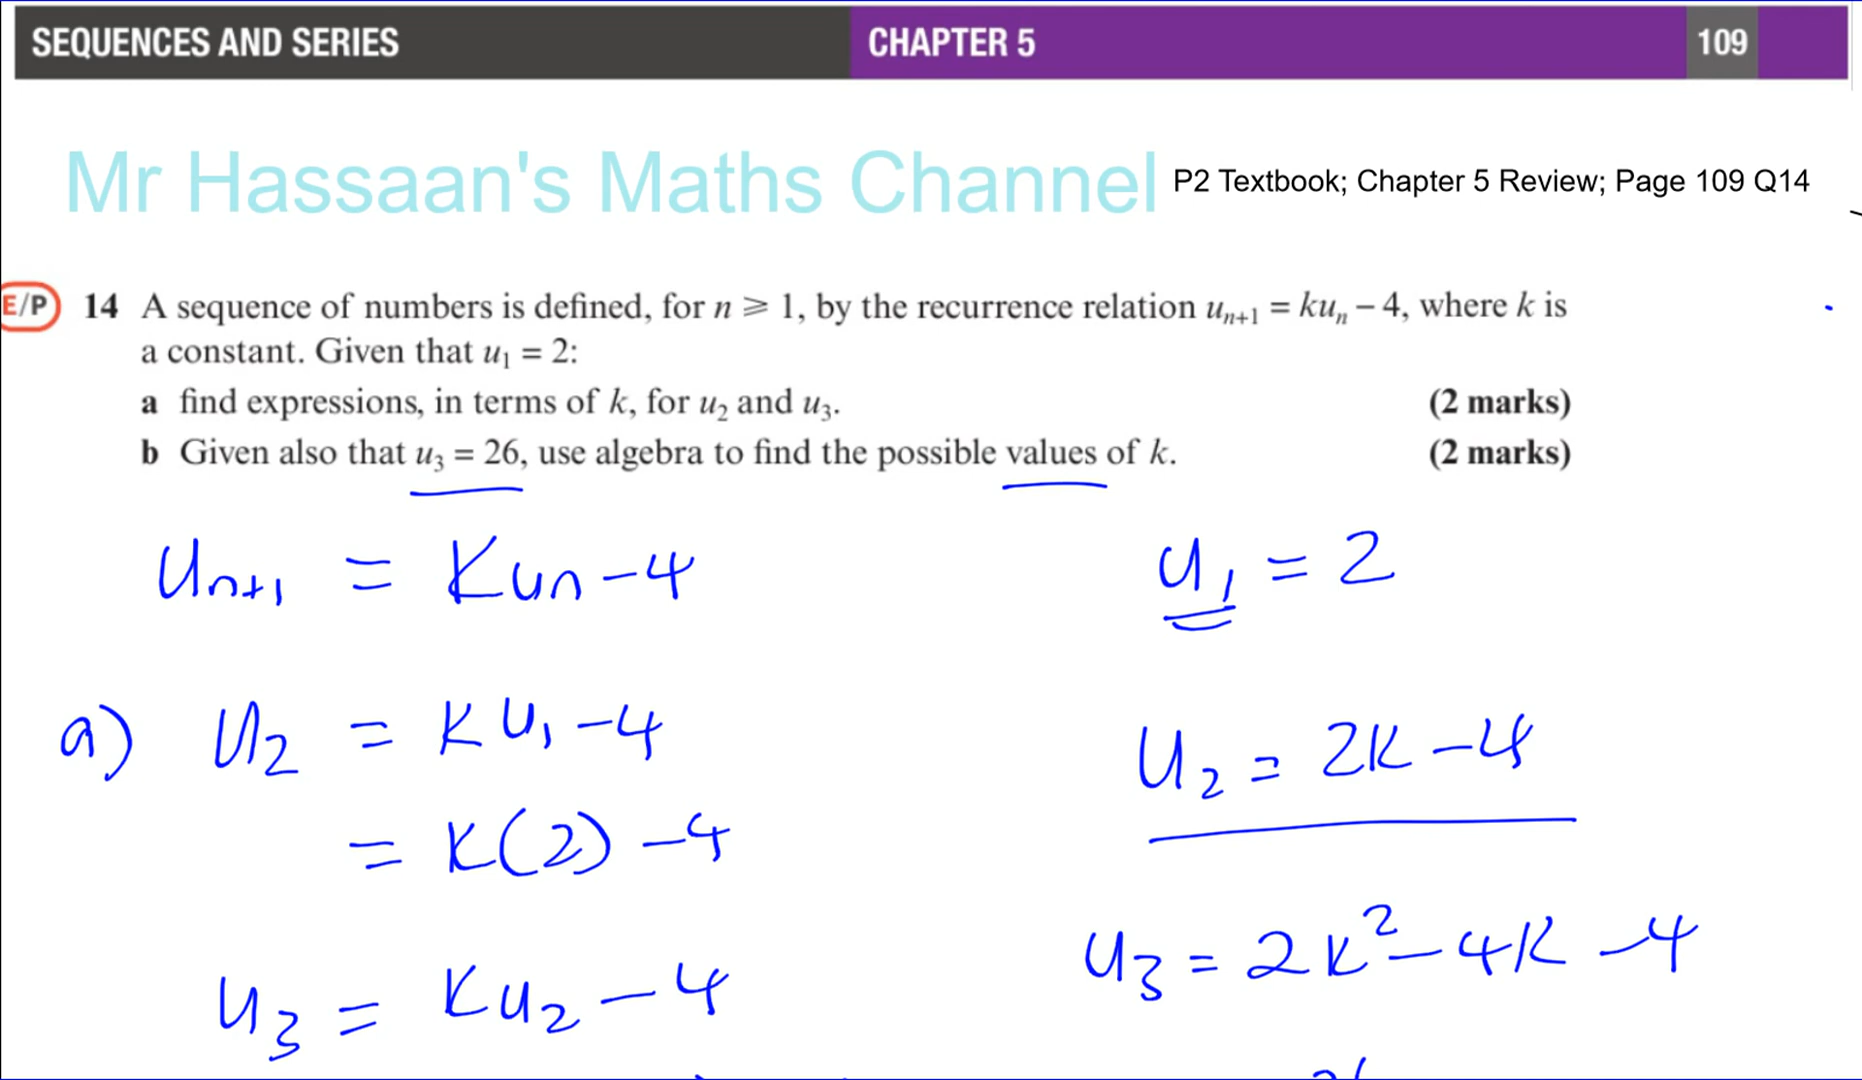 SEQUENCES AND SERIES CHAPTER 5 109
Mr Hassaan's Maths Channel P2 Textbook; Chapter 5 Review; Page 109 Q14
E/P 14 A sequence of numbers is defined, for n ⩾ 1, by the recurrence relation uₙ₊₁ = kuₙ – 4, where k is
a constant. Given that u₁ = 2:
a find expressions, in terms of k, for u₂ and u₃. (2 marks)
b Given also that u₃ = 26, use algebra to find the possible values of k. (2 marks)
Uₙ₊₁ = Kuₙ – 4 U₁ = 2
a) U₂ = KU₁ – 4 U₂ = 2K – 4
= K(2) – 4
U₃ = 2K² – 4K – 4
U₃ = KU₂ – 4